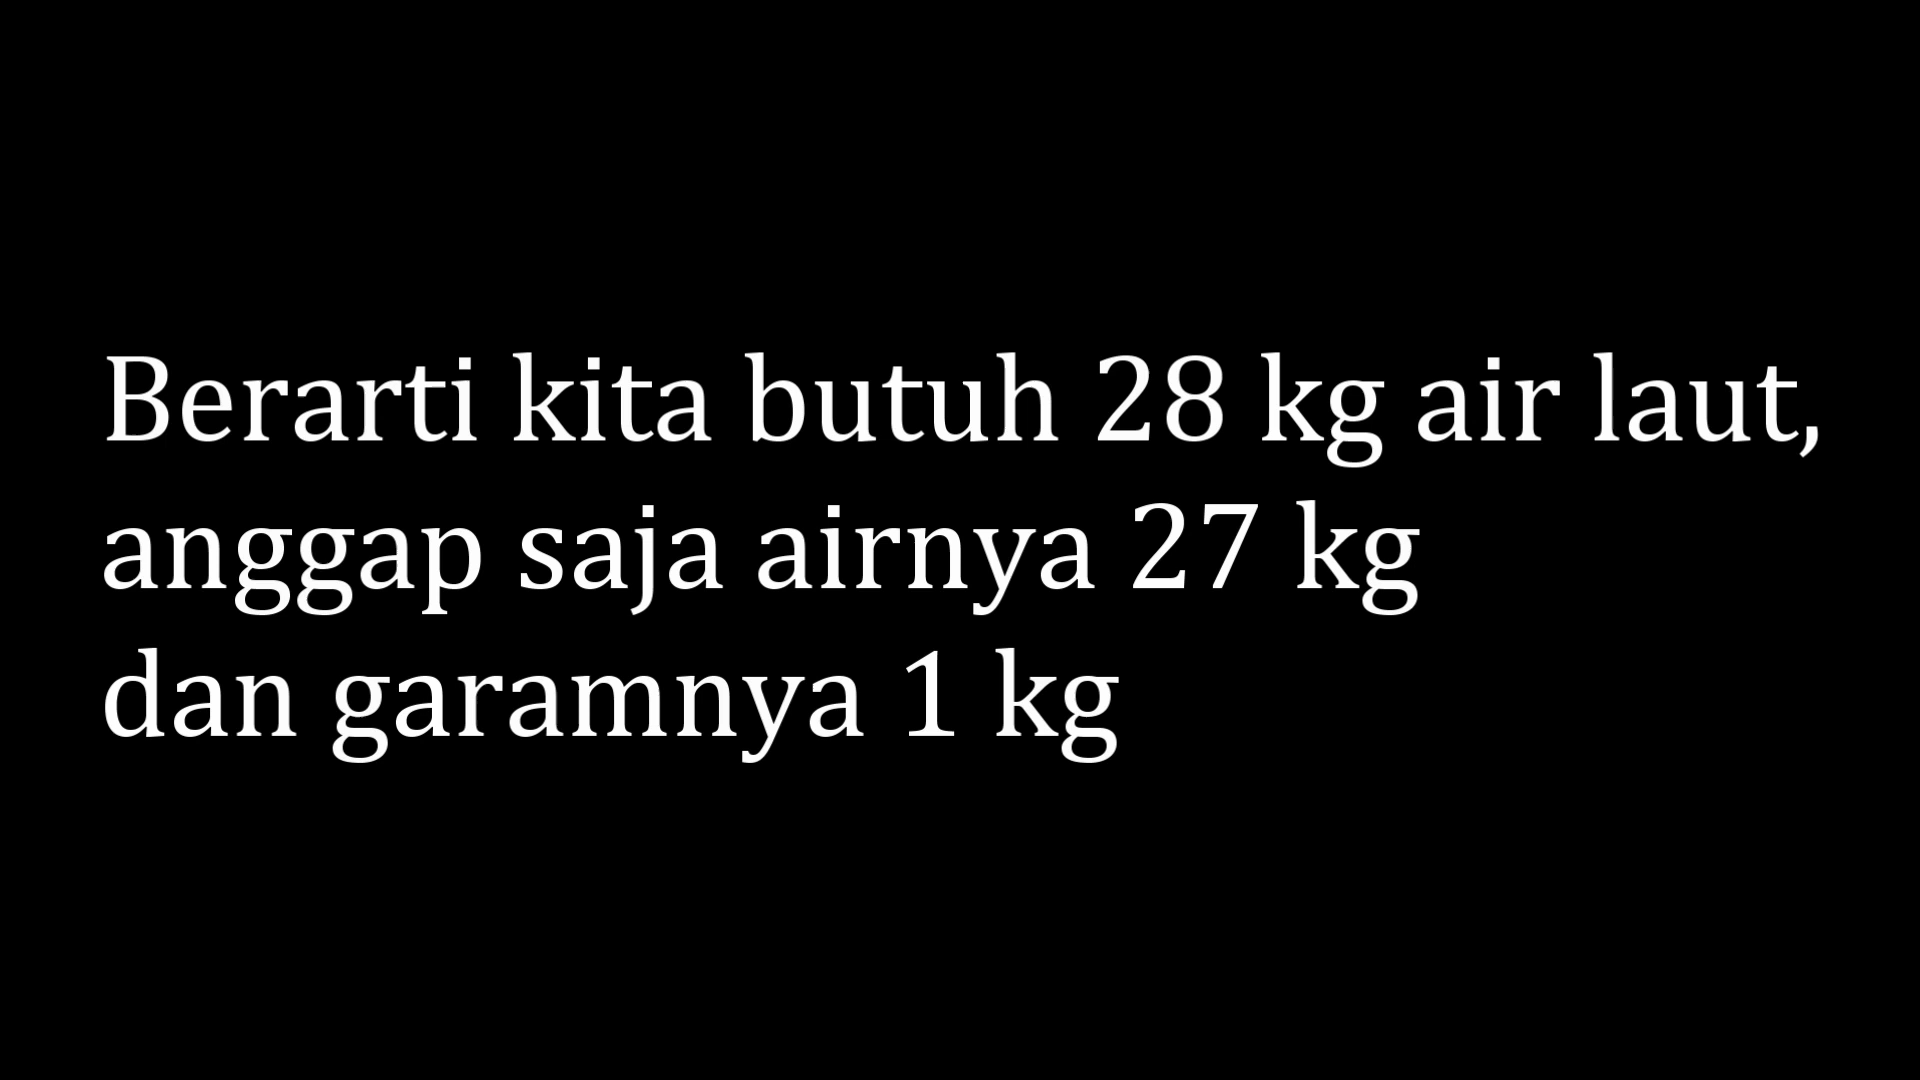 Berarti kita butuh 28 kg air laut,
anggap saja airnya 27 kg
dan garamnya 1 kg